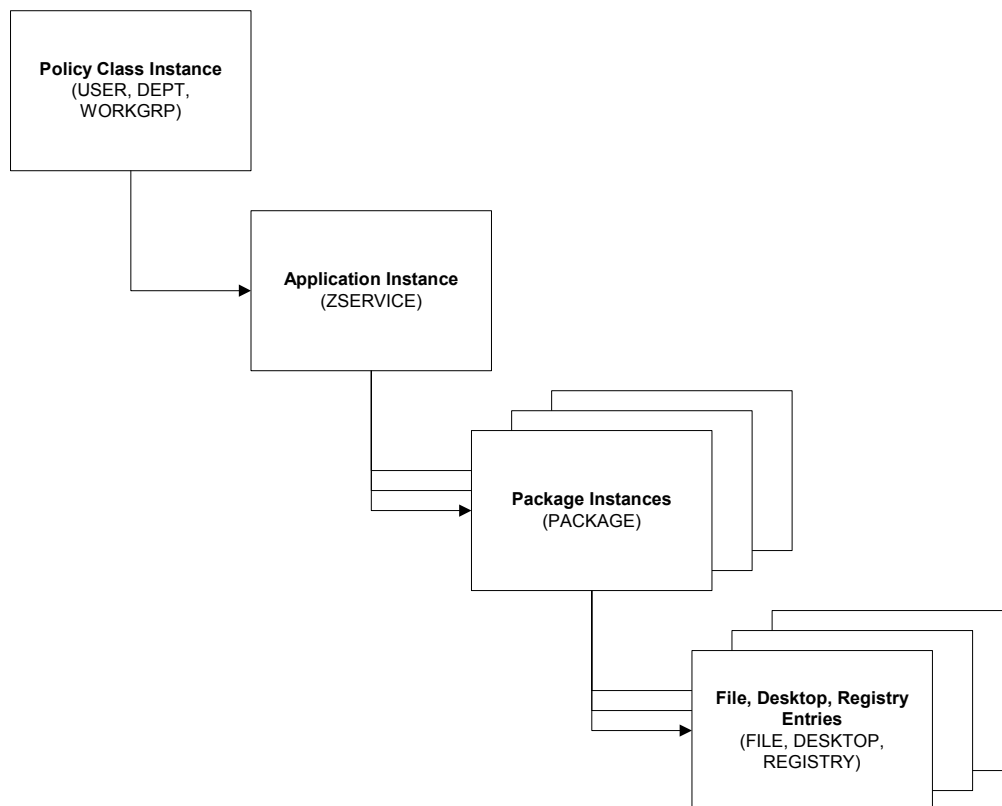 Policy Class Instance
(USER, DEPT,
WORKGRP)
Application Instance
(ZSERVICE)
Package Instances
(PACKAGE)
File, Desktop, Registry
Entries
(FILE, DESKTOP,
REGISTRY)